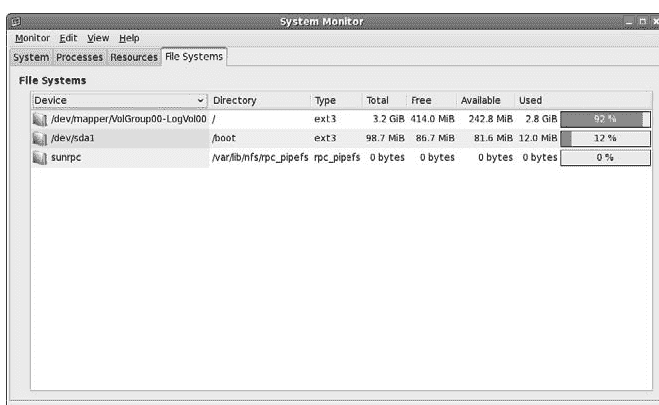 System Monitor
Monitor Edit View Help
System Processes Resources File Systems
File Systems
Device Directory Type Total Free Available Used
/dev/mapper/VolGroup00-LogVol00 / ext3 3.2 GiB 414.0 MiB 242.8 MiB 2.8 GiB 92 %
/dev/sda1 /boot ext3 98.7 MiB 86.7 MiB 81.6 MiB 12.0 MiB 12 %
sunrpc /var/lib/nfs/rpc_pipefs rpc_pipefs 0 bytes 0 bytes 0 bytes 0 bytes 0 %